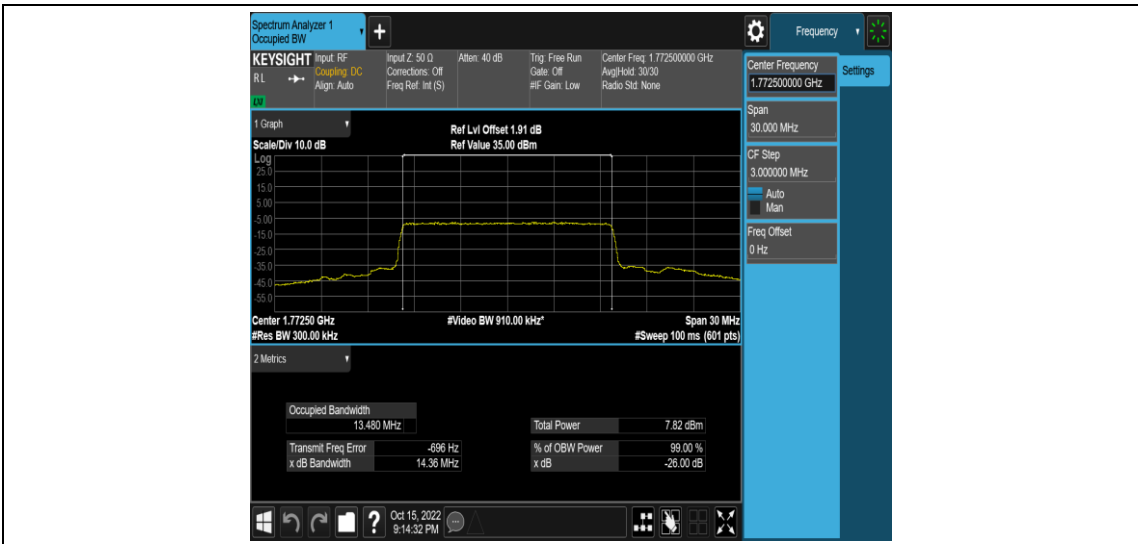 Spectrum Analyzer 1
Occupied BW
+
Frequency
KEYSIGHT
RL
LXI
Input: RF
Coupling: DC
Align: Auto
Input Z: 50 Ω
Corrections: Off
Freq Ref: Int (S)
Atten: 40 dB
Trig: Free Run
Gate: Off
#IF Gain: Low
Center Freq: 1.772500000 GHz
Avg|Hold: 30/30
Radio Std: None
Center Frequency
1.772500000 GHz
Settings
Span
30.000 MHz
CF Step
3.000000 MHz
Auto
Man
Freq Offset
0 Hz
1 Graph
Scale/Div 10.0 dB
Ref Lvl Offset 1.91 dB
Ref Value 35.00 dBm
Log
25.0
15.0
5.00
-5.00
-15.0
-25.0
-35.0
-45.0
-55.0
Center 1.77250 GHz
#Res BW 300.00 kHz
#Video BW 910.00 kHz*
Span 30 MHz
#Sweep 100 ms (601 pts)
2 Metrics
Occupied Bandwidth
13.480 MHz
Transmit Freq Error -696 Hz
x dB Bandwidth 14.36 MHz
Total Power 7.82 dBm
% of OBW Power 99.00 %
x dB -26.00 dB
?
Oct 15, 2022
9:14:32 PM